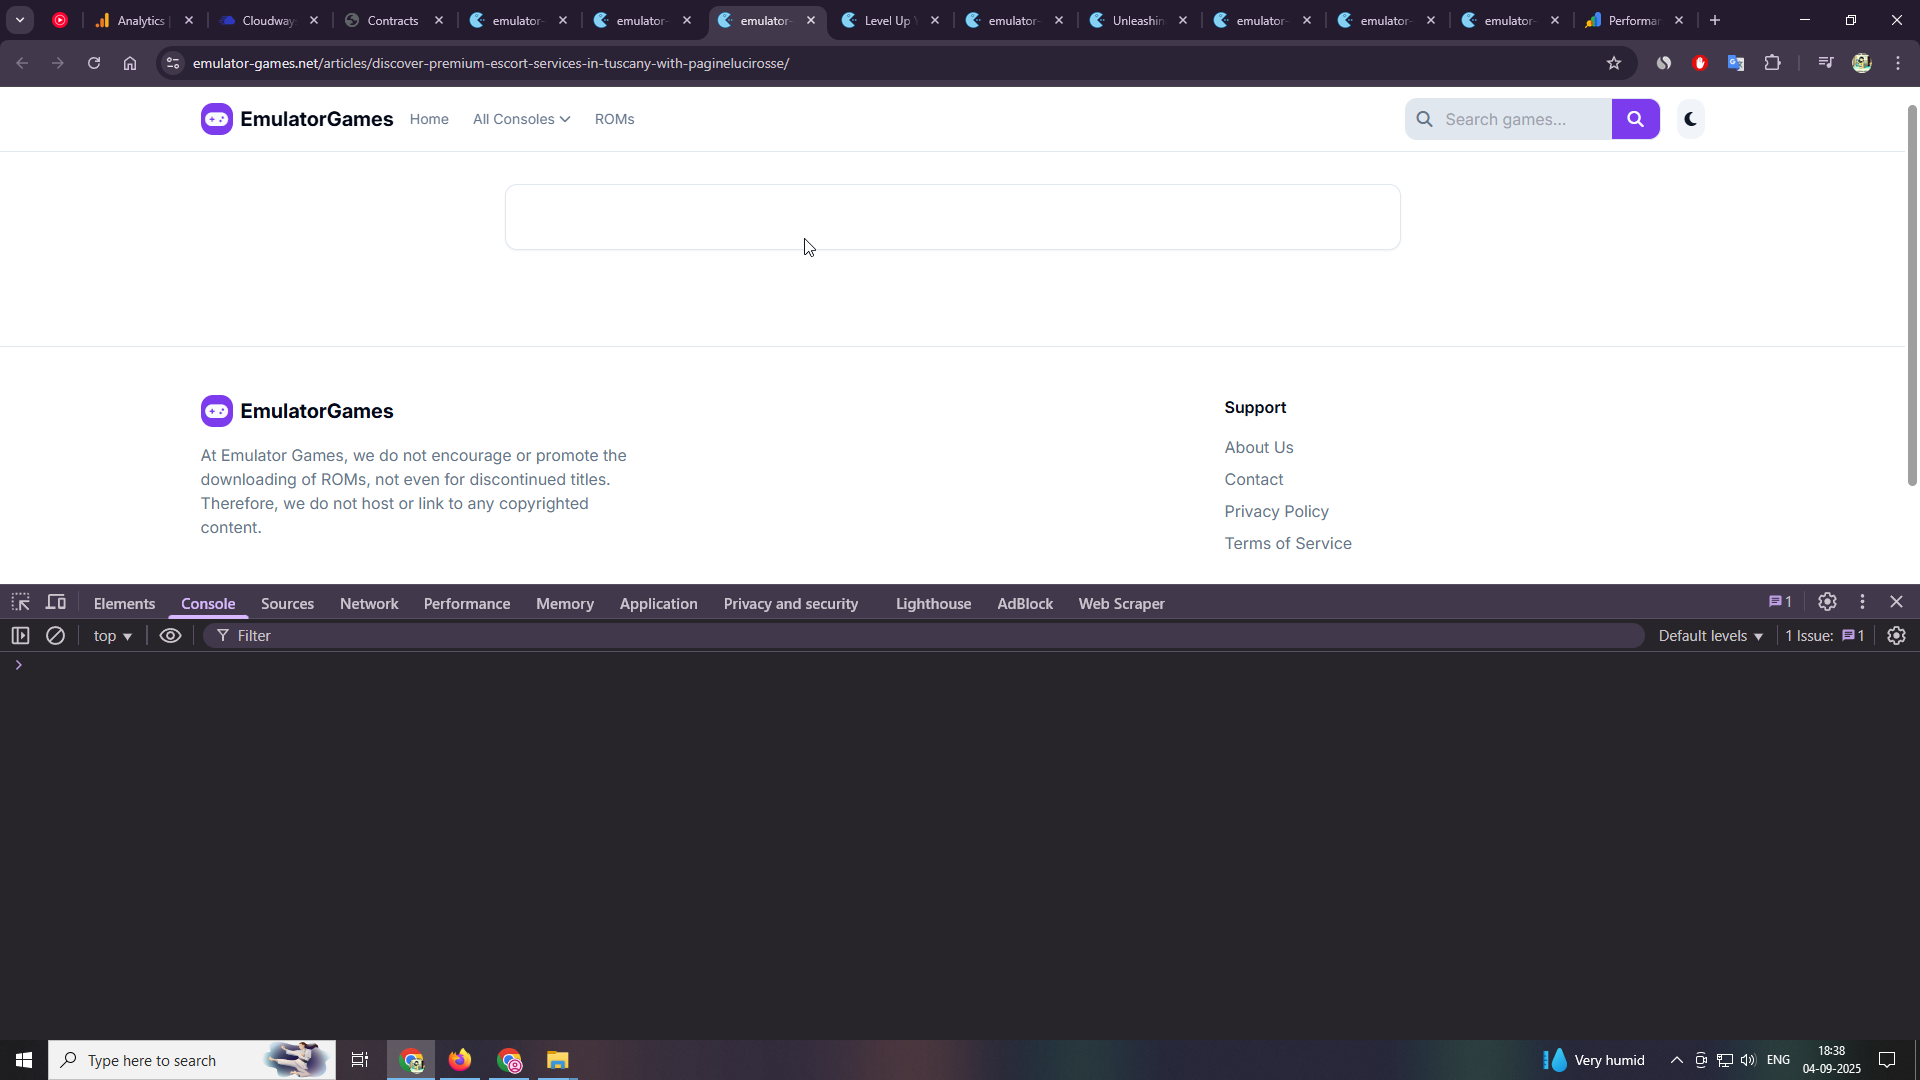 Analytics
Cloudway
Contracts
emulator-
emulator-
emulator-
Level Up
emulator-
Unleashin
emulator-
emulator-
emulator-
Performan
emulator-games.net/articles/discover-premium-escort-services-in-tuscany-with-paginelucirosse/
EmulatorGames
Home
All Consoles
ROMs
Search games...
EmulatorGames
At Emulator Games, we do not encourage or promote the
downloading of ROMs, not even for discontinued titles.
Therefore, we do not host or link to any copyrighted
content.
Support
About Us
Contact
Privacy Policy
Terms of Service
Elements
Console
Sources
Network
Performance
Memory
Application
Privacy and security
Lighthouse
AdBlock
Web Scraper
1
top
Filter
Default levels
1 Issue:
1
Type here to search
Very humid
ENG
18:38
04-09-2025